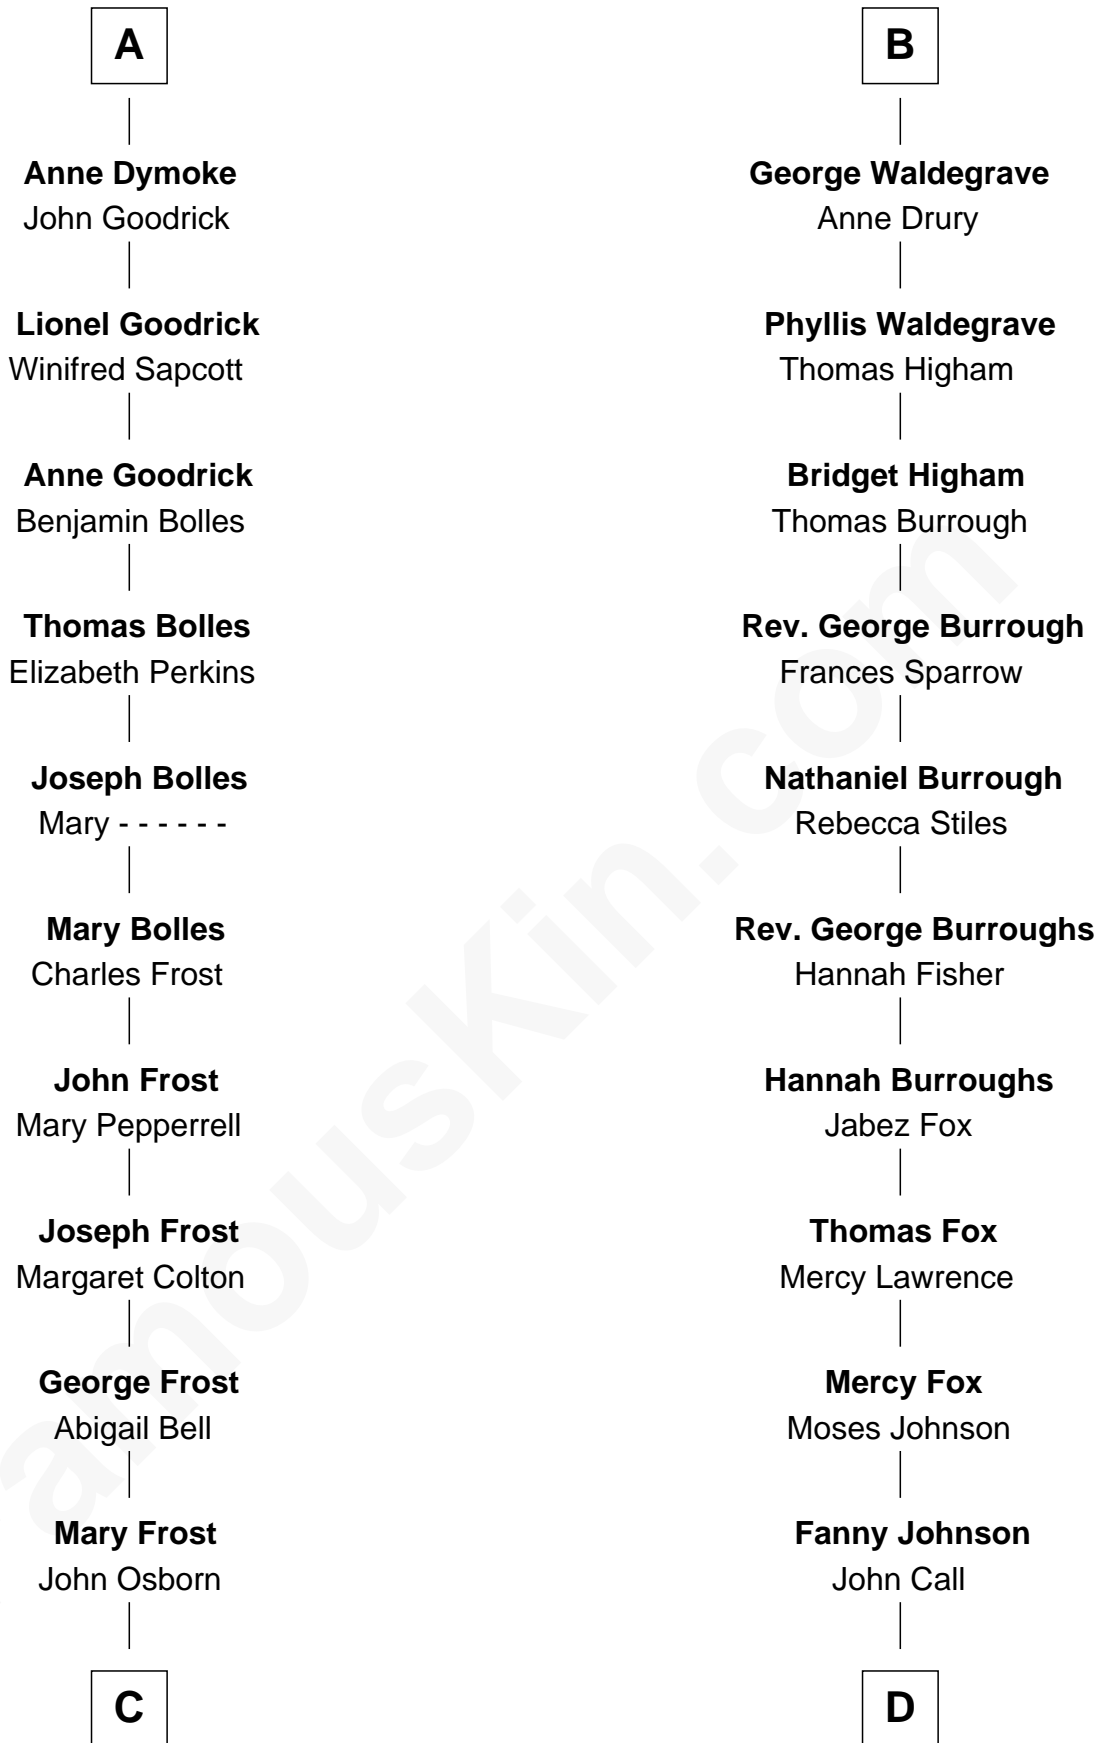 A
Anne Dymoke
John Goodrick
Lionel Goodrick
Winifred Sapcott
Anne Goodrick
Benjamin Bolles
Thomas Bolles
Elizabeth Perkins
Joseph Bolles
Mary - - - - - -
Mary Bolles
Charles Frost
John Frost
Mary Pepperrell
Joseph Frost
Margaret Colton
George Frost
Abigail Bell
Mary Frost
John Osborn
C
B
George Waldegrave
Anne Drury
Phyllis Waldegrave
Thomas Higham
Bridget Higham
Thomas Burrough
Rev. George Burrough
Frances Sparrow
Nathaniel Burrough
Rebecca Stiles
Rev. George Burroughs
Hannah Fisher
Hannah Burroughs
Jabez Fox
Thomas Fox
Mercy Lawrence
Mercy Fox
Moses Johnson
Fanny Johnson
John Call
D
amousKin.com